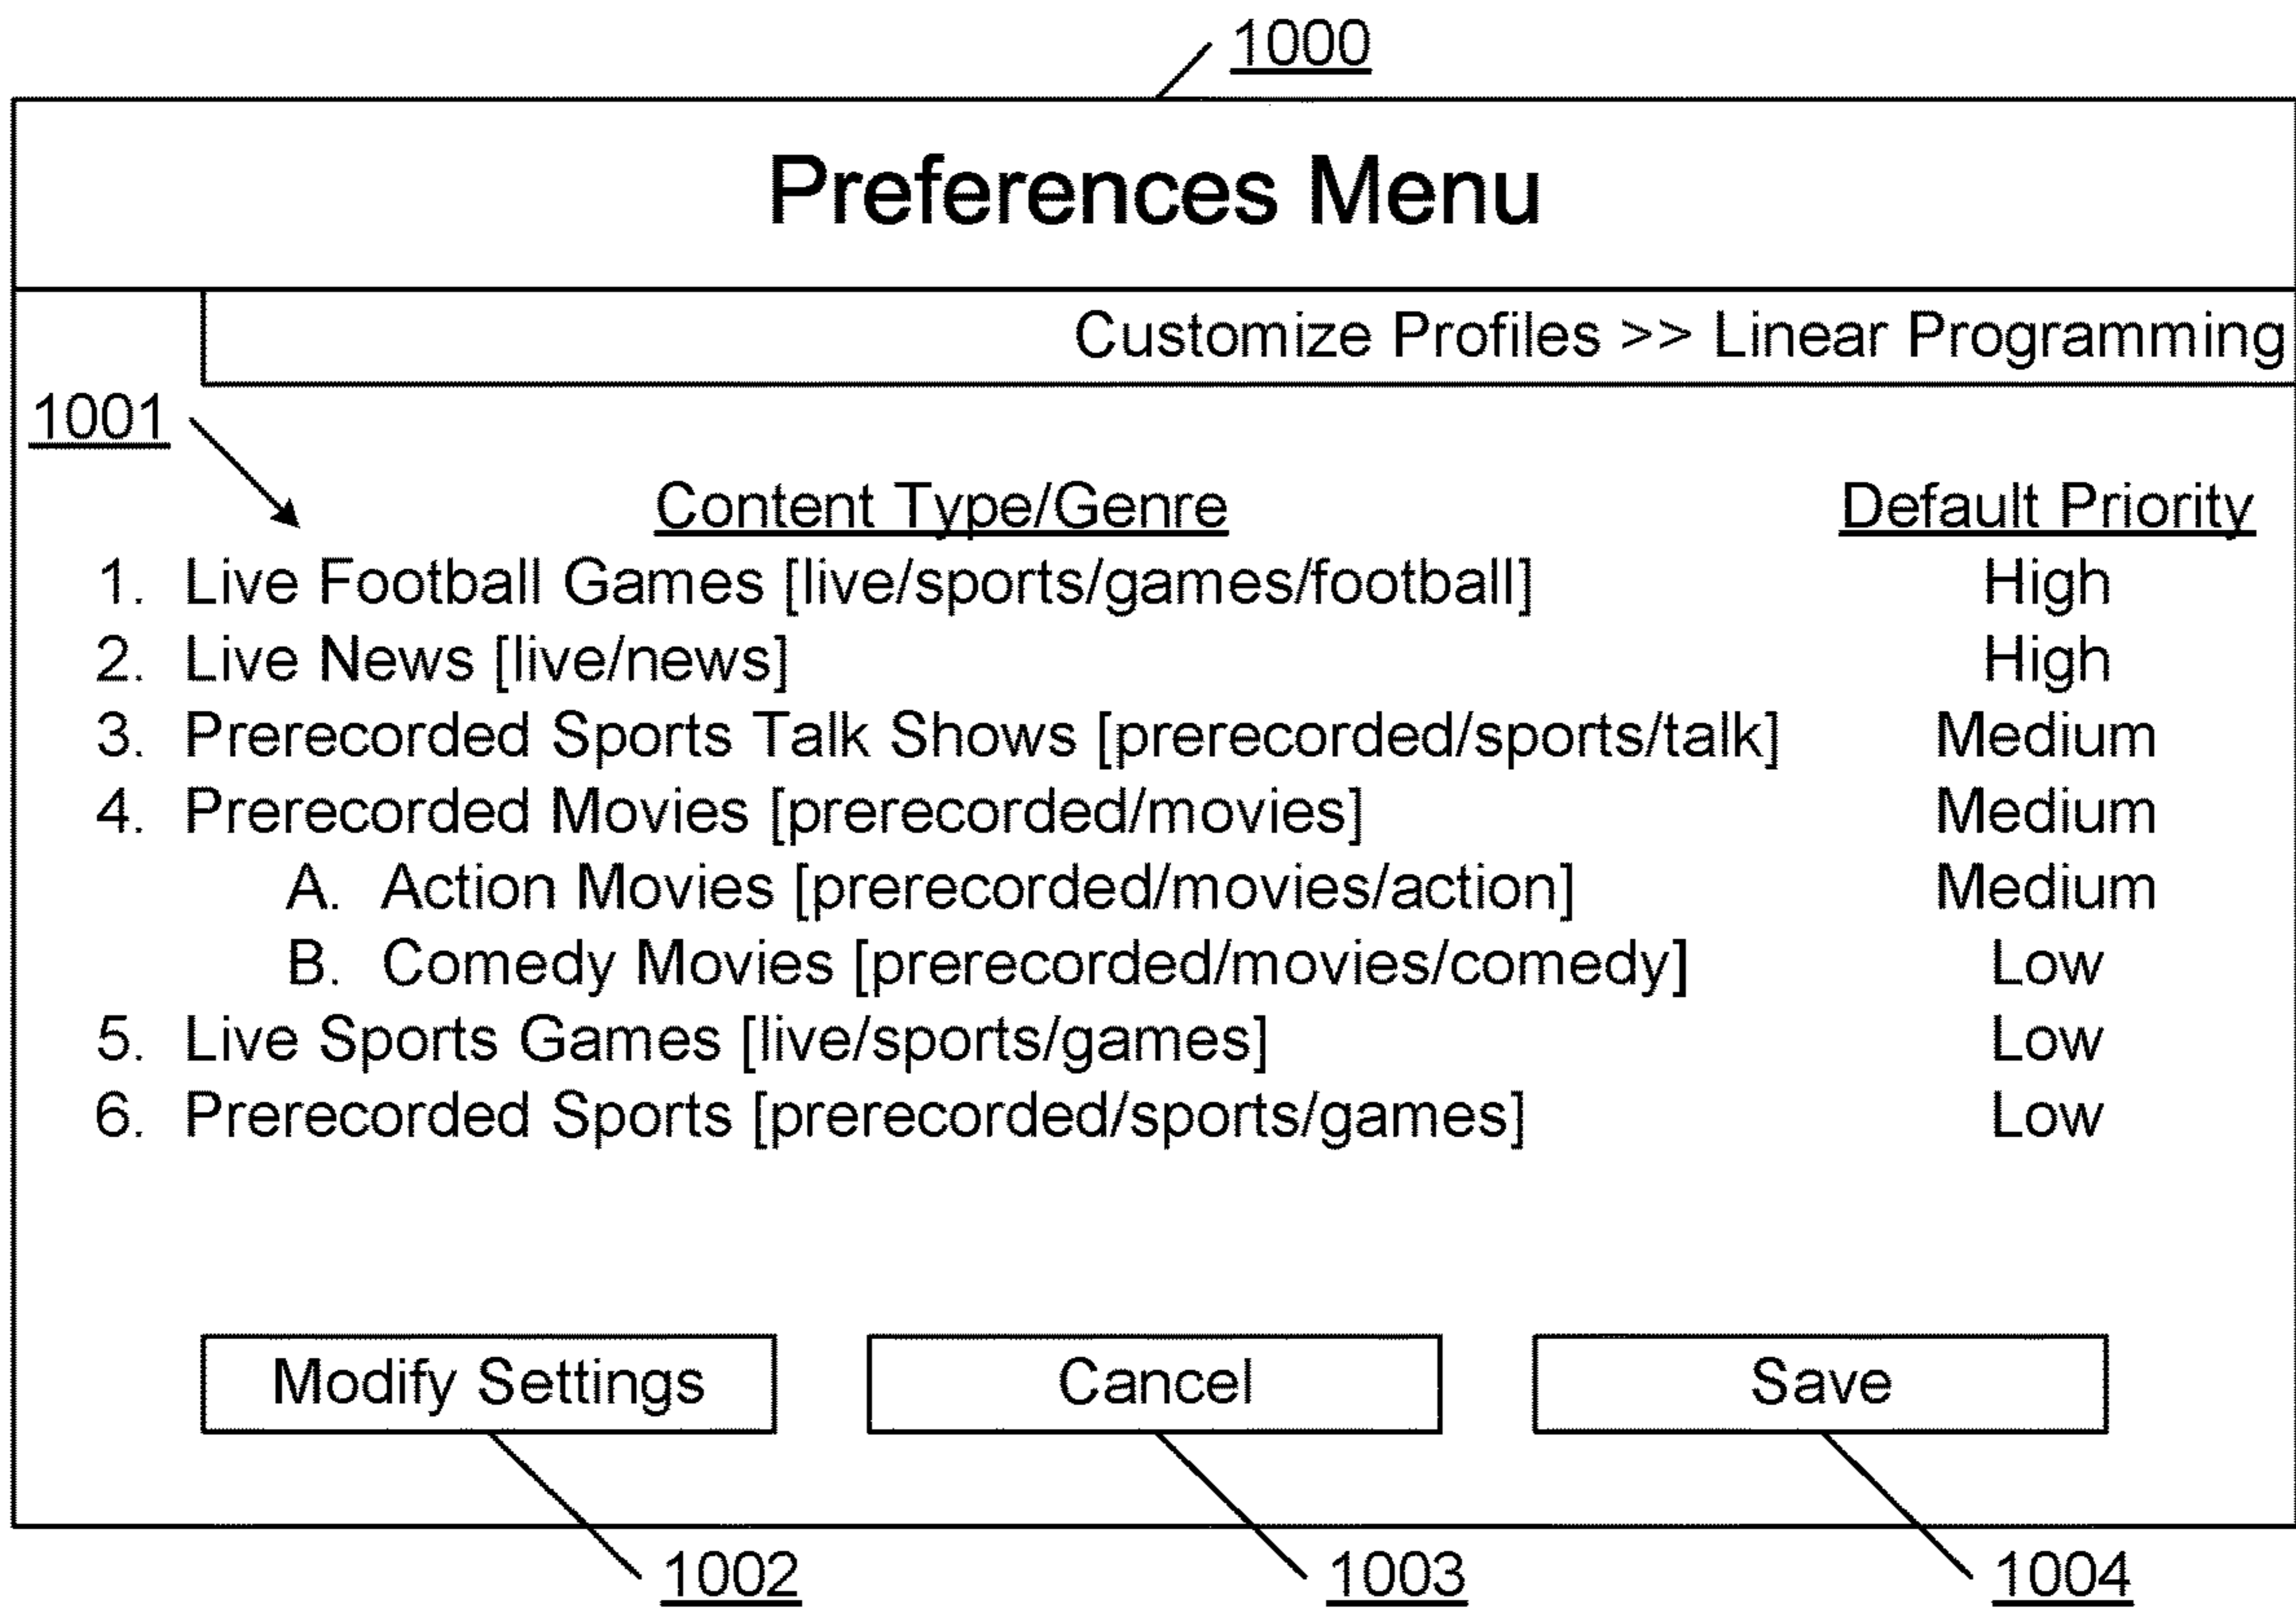 1000
Preferences Menu
Customize Profiles >> Linear Programming
1001
Content Type/Genre Default Priority
1. Live Football Games [live/sports/games/football] High
2. Live News [live/news] High
3. Prerecorded Sports Talk Shows [prerecorded/sports/talk] Medium
4. Prerecorded Movies [prerecorded/movies] Medium
A. Action Movies [prerecorded/movies/action] Medium
B. Comedy Movies [prerecorded/movies/comedy] Low
5. Live Sports Games [live/sports/games] Low
6. Prerecorded Sports [prerecorded/sports/games] Low
Modify Settings Cancel Save
1002 1003 1004